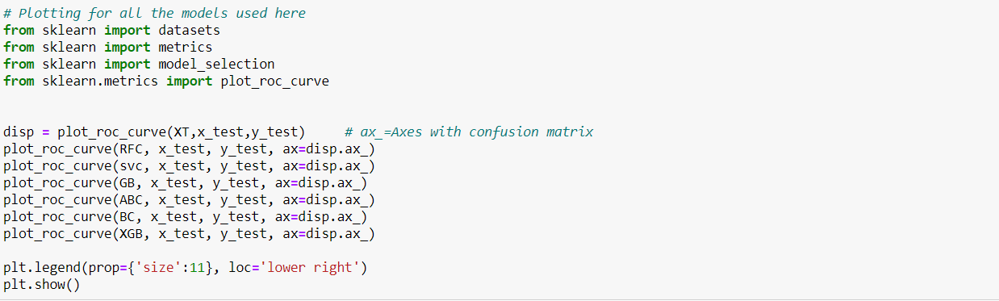 # Plotting for all the models used here
from sklearn import datasets
from sklearn import metrics
from sklearn import model_selection
from sklearn.metrics import plot_roc_curve
disp = plot_roc_curve(XT,x_test,y_test)     # ax_=Axes with confusion matrix
plot_roc_curve(RFC, x_test, y_test, ax=disp.ax_)
plot_roc_curve(svc, x_test, y_test, ax=disp.ax_)
plot_roc_curve(GB, x_test, y_test, ax=disp.ax_)
plot_roc_curve(ABC, x_test, y_test, ax=disp.ax_)
plot_roc_curve(BC, x_test, y_test, ax=disp.ax_)
plot_roc_curve(XGB, x_test, y_test, ax=disp.ax_)
plt.legend(prop={'size':11}, loc='lower right')
plt.show()